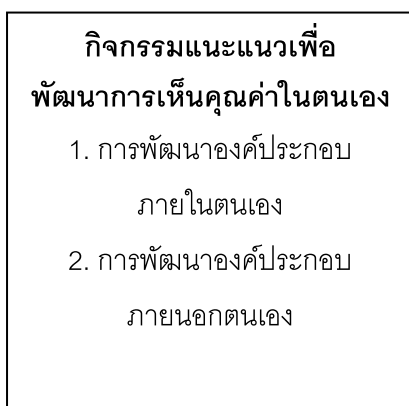 กิจกรรมแนะแนวเพื่อ
พัฒนาการเห็นคุณค่าในตนเอง
1. การพัฒนาองค์ประกอบ
ภายในตนเอง
2. การพัฒนาองค์ประกอบ
ภายนอกตนเอง